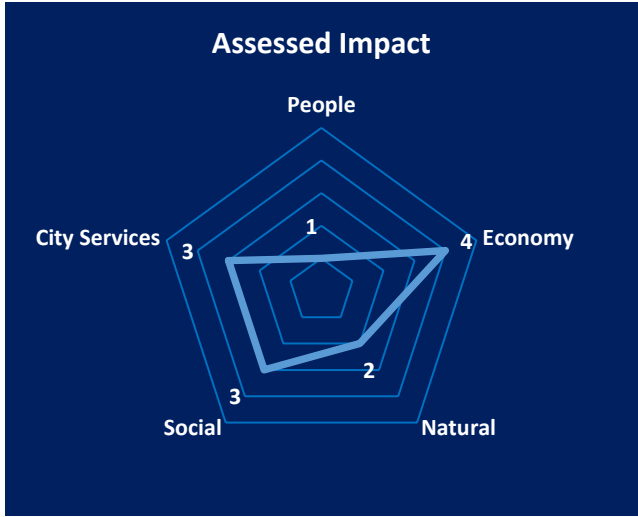 Assessed Impact
People
1
City Services
3
4
Economy
2
3
Social
Natural